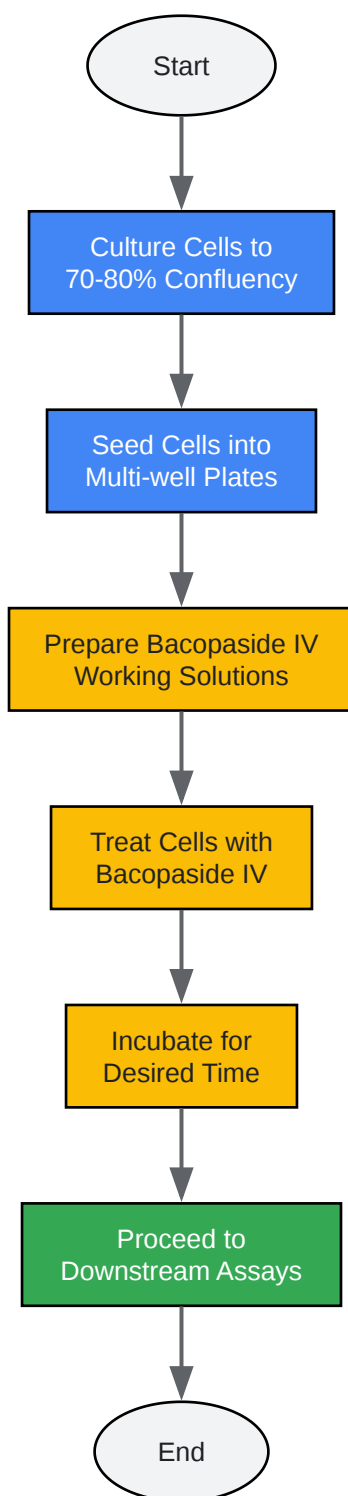 Start
Culture Cells to
70-80% Confluency
Seed Cells into
Multi-well Plates
Prepare Bacopaside IV
Working Solutions
Treat Cells with
Bacopaside IV
Incubate for
Desired Time
Proceed to
Downstream Assays
End